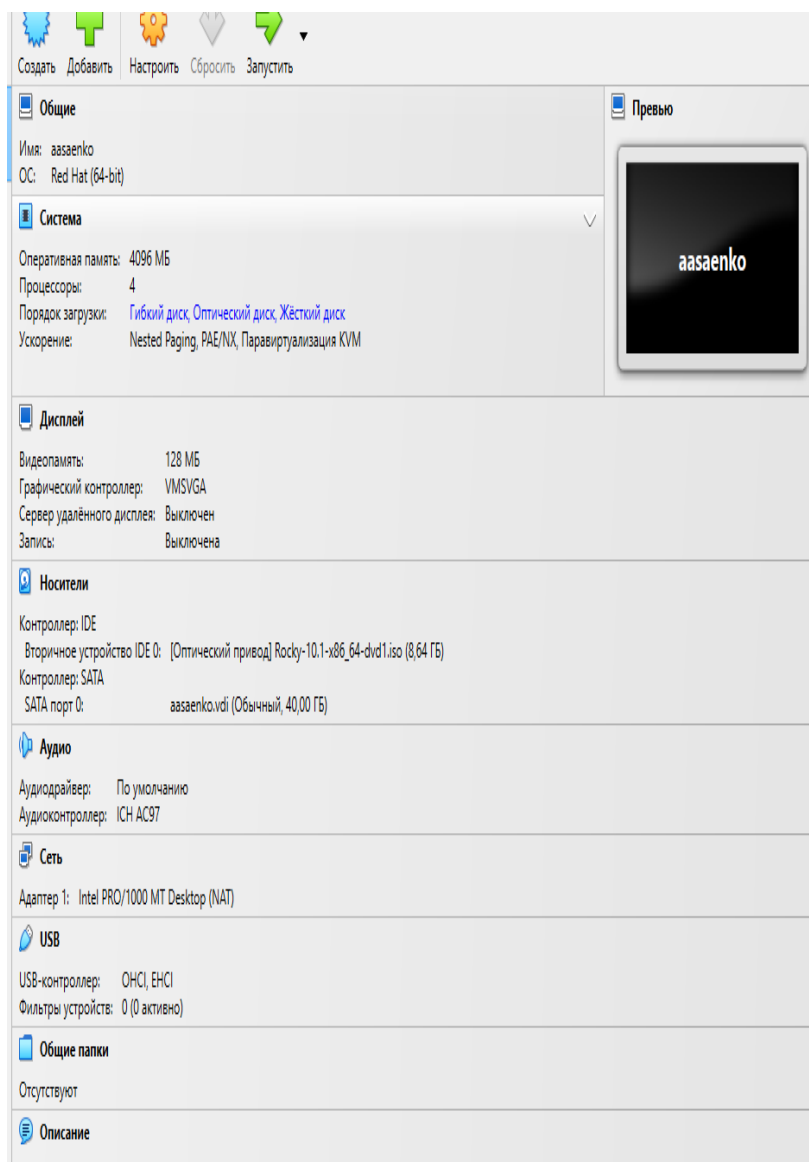 Создать Добавить Настроить Сбросить Запустить
Общие
Имя: aasaenko
ОС: Red Hat (64-bit)
Превью
aasaenko
Система
Оперативная память: 4096 МБ
Процессоры: 4
Порядок загрузки: Гибкий диск, Оптический диск, Жёсткий диск
Ускорение: Nested Paging, PAE/NX, Паравиртуализация KVM
Дисплей
Видеопамять: 128 МБ
Графический контроллер: VMSVGA
Сервер удалённого дисплея: Выключен
Запись: Выключена
Носители
Контроллер: IDE
Вторичное устройство IDE 0: [Оптический привод] Rocky-10.1-x86_64-dvd1.iso (8,64 ГБ)
Контроллер: SATA
SATA порт 0: aasaenko.vdi (Обычный, 40,00 ГБ)
Аудио
Аудиодрайвер: По умолчанию
Аудиоконтроллер: ICH AC97
Сеть
Адаптер 1: Intel PRO/1000 MT Desktop (NAT)
USB
USB-контроллер: OHCI, EHCI
Фильтры устройств: 0 (0 активно)
Общие папки
Отсутствуют
Описание